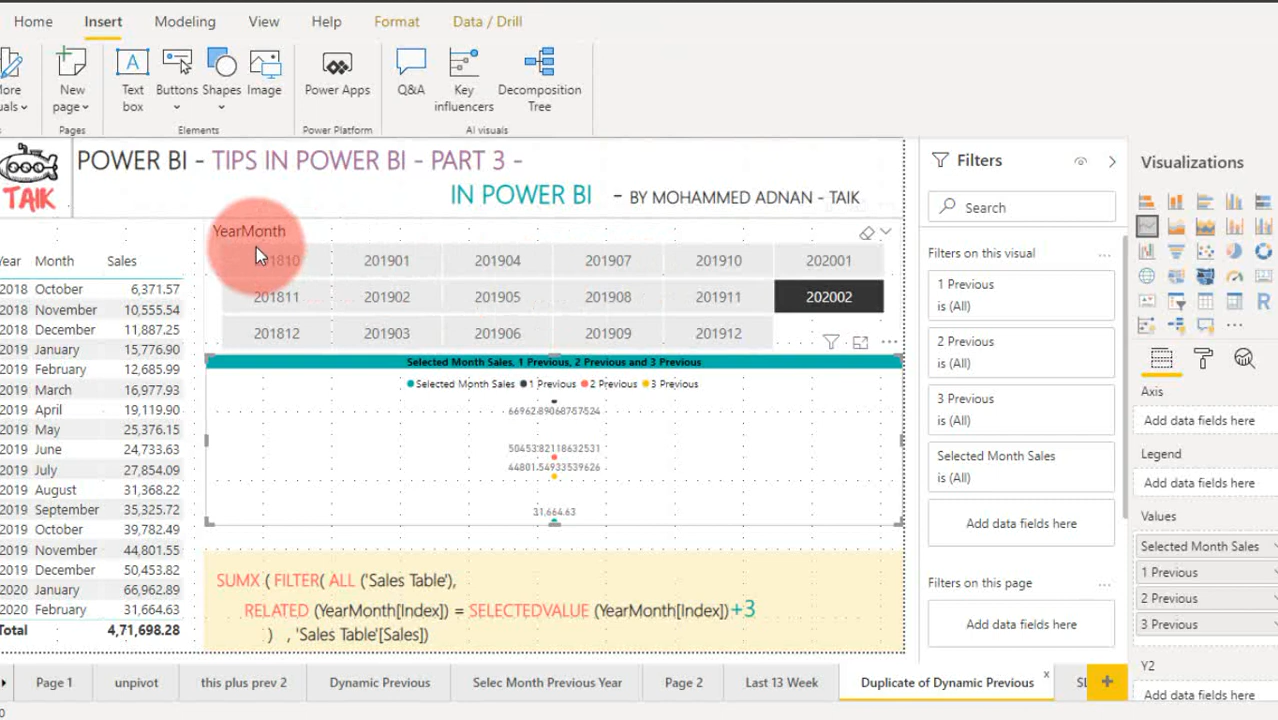 Home Insert Modeling View Help Format Data / Drill
New page
Text box
Buttons
Shapes
Image
Power Apps
Q&A
Key influencers
Decomposition Tree
Pages Elements Power Platform AI visuals
POWER BI - TIPS IN POWER BI - PART 3 -
IN POWER BI - BY MOHAMMED ADNAN - TAIK
TAIK
Month Sales
2018 October 6,371.57
2018 November 10,555.54
2018 December 11,887.25
2019 January 15,776.90
2019 February 12,685.99
2019 March 16,977.93
2019 April 19,119.90
2019 May 25,376.15
2019 June 24,733.63
2019 July 27,854.09
2019 August 31,368.22
2019 September 35,325.72
2019 October 39,782.49
2019 November 44,801.55
2019 December 50,453.82
2020 January 66,962.89
2020 February 31,664.63
Total 4,71,698.28
YearMonth
201810 201901 201904 201907 201910 202001
201811 201902 201905 201908 201911 202002
201812 201903 201906 201909 201912
Selected Month Sales, 1 Previous, 2 Previous and 3 Previous
Selected Month Sales 1 Previous 2 Previous 3 Previous
66962.89068757524
50453.82118632531
44801.54933539626
31,664.63
SUMX ( FILTER( ALL ('Sales Table'),
RELATED (YearMonth[Index]) = SELECTEDVALUE (YearMonth[Index])+3
) , 'Sales Table'[Sales])
Filters
Search
Filters on this visual ...
1 Previous
is (All)
2 Previous
is (All)
3 Previous
is (All)
Selected Month Sales
is (All)
Add data fields here
Filters on this page ...
Add data fields here
Visualizations
Axis
Add data fields here
Legend
Add data fields here
Values
Selected Month Sales
1 Previous
2 Previous
3 Previous
Y2
Add data fields here
Page 1 unpivot this plus prev 2 Dynamic Previous Selec Month Previous Year Page 2 Last 13 Week Duplicate of Dynamic Previous x +